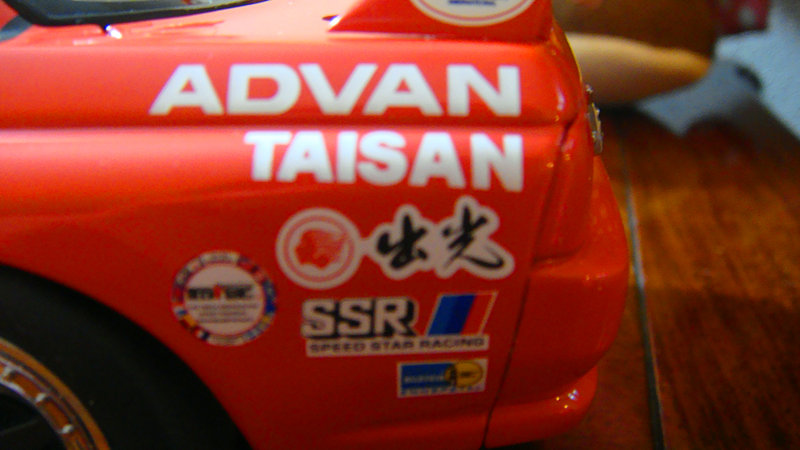 ADVAN
TAISAN
出光
SSR
SPEED STAR RACING